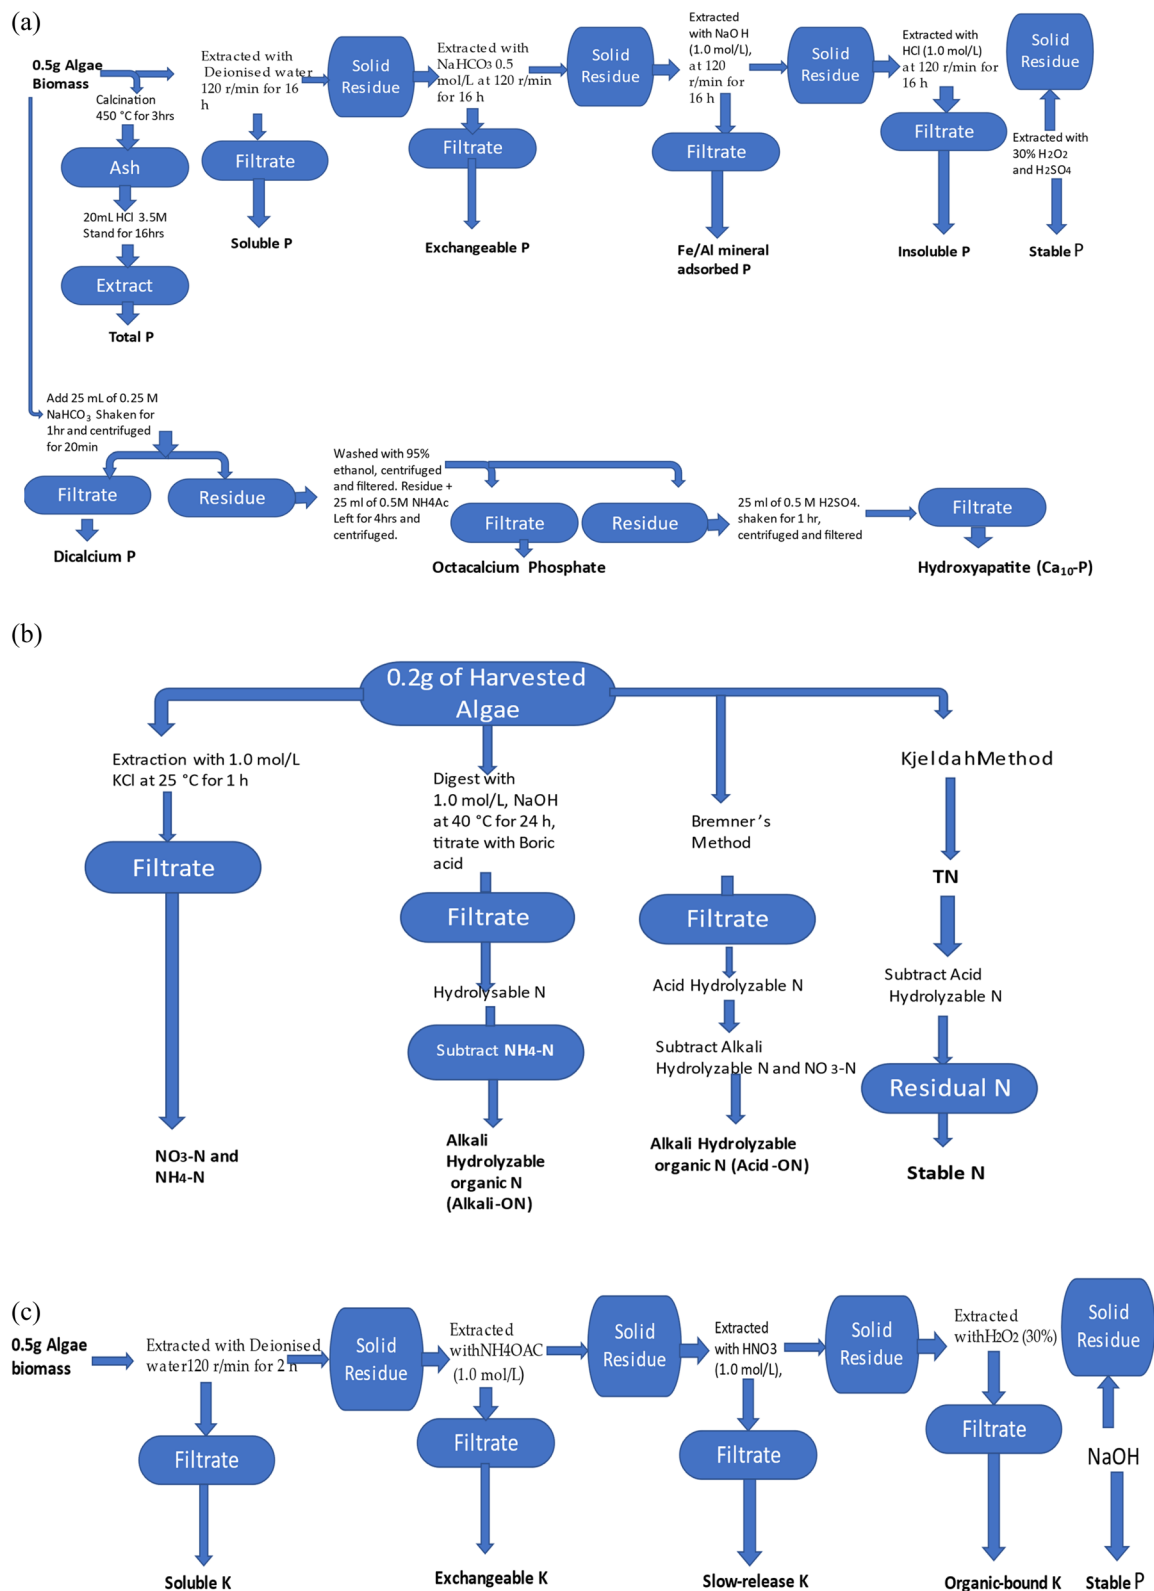 (a)
0.5g Algae
Biomass
Calcination
450 °C for 3hrs
Ash
20mL HCl 3.5M
Stand for 16hrs
Extract
Total P
Extracted with
Deionised water
120 r/min for 16
h
Filtrate
Soluble P
Solid
Residue
Extracted with
NaHCO3 0.5
mol/L at 120 r/min
for 16 h
Filtrate
Exchangeable P
Solid
Residue
Extracted
with NaOH
(1.0 mol/L),
at 120
r/min for
16 h
Filtrate
Fe/Al mineral
adsorbed P
Solid
Residue
Extracted with
HCl (1.0 mol/L)
at 120 r/min for
16 h
Filtrate
Insoluble P
Solid
Residue
Extracted with
30% H2O2
and H2SO4
Stable P
Add 25 mL of 0.25 M
NaHCO3 Shaken for
1hr and centrifuged
for 20min
Filtrate
Dicalcium P
Residue
Washed with 95%
ethanol, centrifuged
and filtered. Residue +
25 ml of 0.5M NH4Ac
Left for 4hrs and
centrifuged.
Filtrate
Octacalcium Phosphate
Residue
25 ml of 0.5 M H2SO4.
shaken for 1 hr,
centrifuged and filtered
Filtrate
Hydroxyapatite (Ca10-P)
(b)
0.2g of Harvested
Algae
Extraction with 1.0 mol/L
KCl at 25 °C for 1 h
Filtrate
NO3-N and
NH4-N
Digest with
1.0 mol/L, NaOH
at 40 °C for 24 h,
titrate with Boric
acid
Filtrate
Hydrolysable N
Subtract NH4-N
Alkali
Hydrolyzable
organic N
(Alkali-ON)
Bremner's
Method
Filtrate
Acid Hydrolyzable N
Subtract Alkali
Hydrolyzable N and NO3-N
Alkali Hydrolyzable
organic N (Acid-ON)
KjeldahMethod
TN
Subtract Acid
Hydrolyzable N
Residual N
Stable N
(c)
0.5g Algae
biomass
Extracted with Deionised
water120 r/min for 2 h
Filtrate
Soluble K
Solid
Residue
Extracted
withNH4OAC
(1.0 mol/L)
Filtrate
Exchangeable K
Solid
Residue
Extracted
with HNO3
(1.0 mol/L),
Filtrate
Slow-release K
Solid
Residue
Extracted
withH2O2 (30%)
Filtrate
Organic-bound K
Solid
Residue
NaOH
Stable P